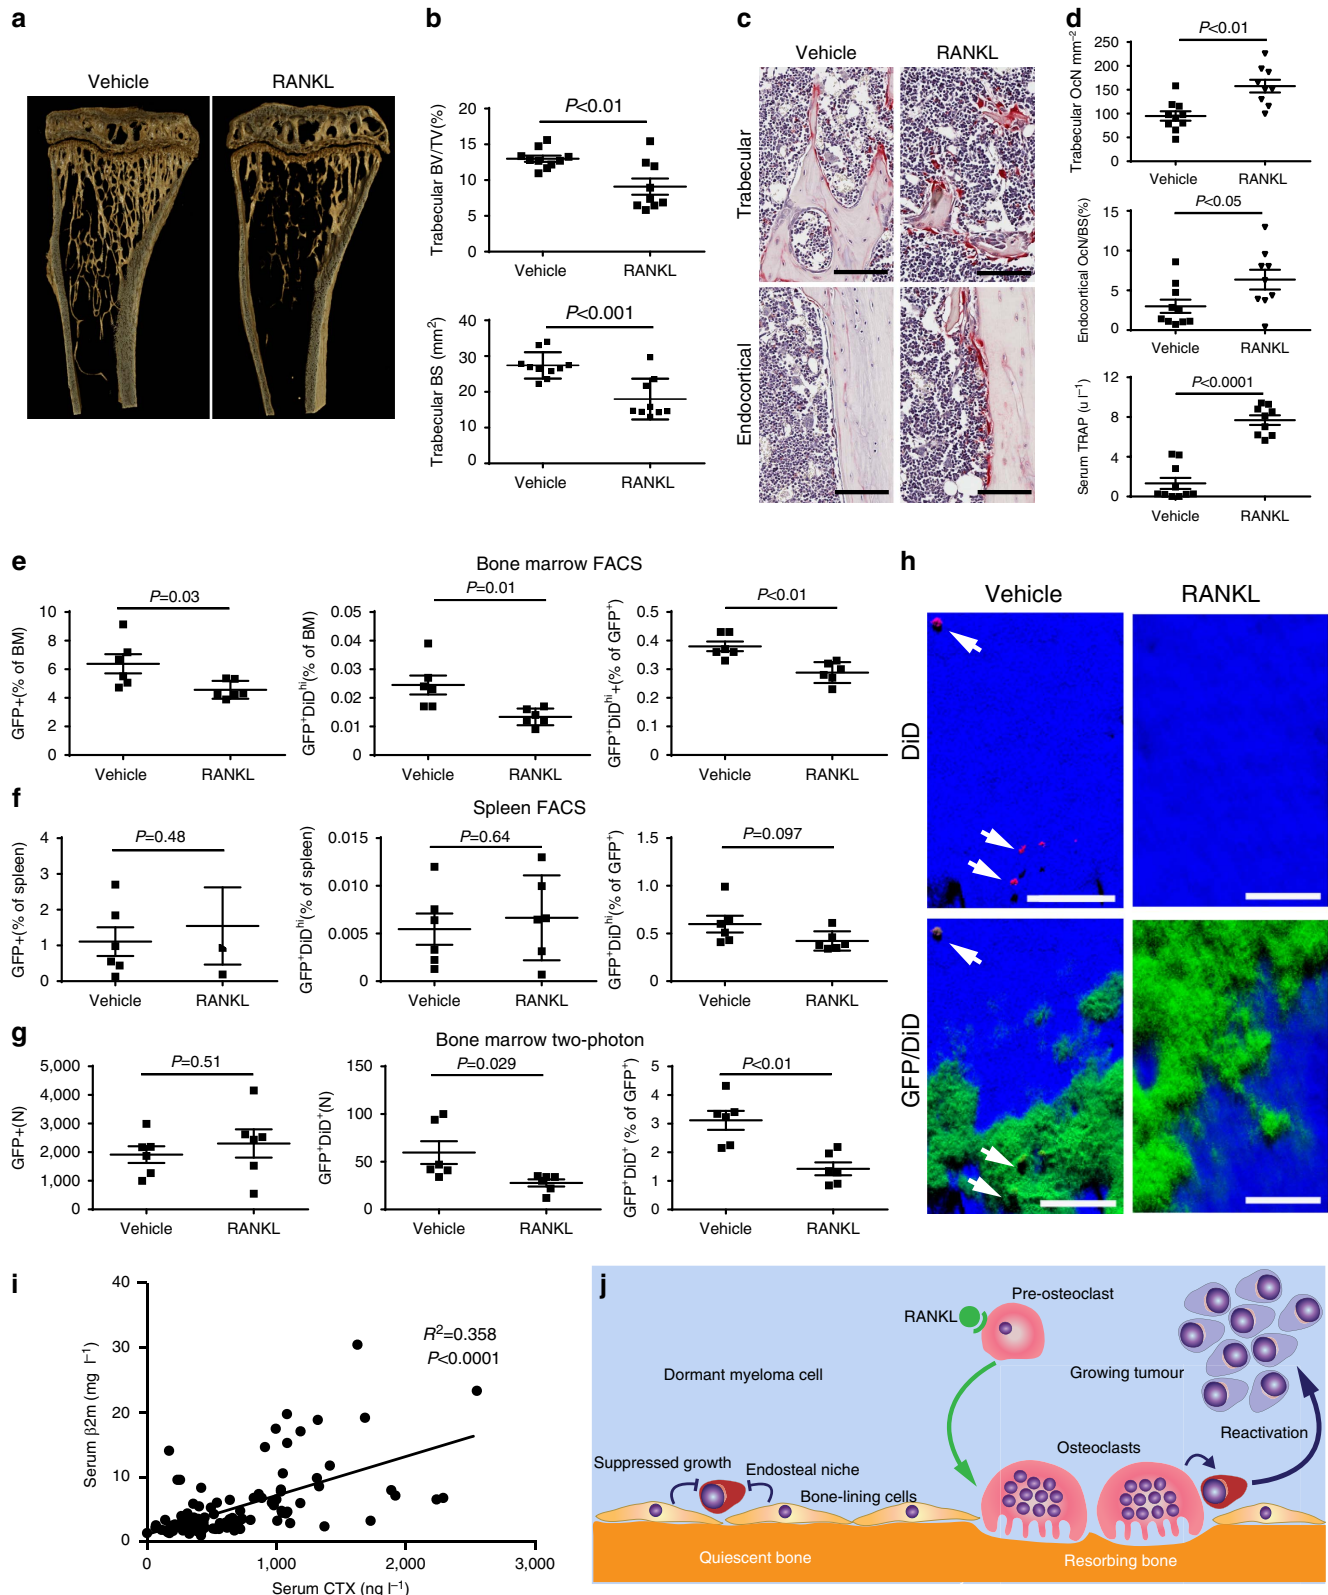 a
Vehicle
RANKL
b
Trabecular BV/TV(%)
20
15
10
5
0
P<0.01
Vehicle
RANKL
Trabecular BS (mm²)
40
30
20
10
0
P<0.001
Vehicle
RANKL
c
Vehicle
RANKL
Trabecular
Endocortical
d
Trabecular OcN mm⁻²
250
200
150
100
50
0
P<0.01
Vehicle
RANKL
Endocortical OcN/BS(%)
15
10
5
0
P<0.05
Vehicle
RANKL
Serum TRAP (u l⁻¹)
12
8
4
0
P<0.0001
Vehicle
RANKL
e
Bone marrow FACS
GFP+(% of BM)
10
8
6
4
2
0
P=0.03
Vehicle
RANKL
GFP⁺DiDʰⁱ(% of BM)
0.05
0.04
0.03
0.02
0.01
0
P=0.01
Vehicle
RANKL
GFP⁺DiDʰⁱ+(% of GFP⁺)
0.5
0.4
0.3
0.2
0.1
0
P<0.01
Vehicle
RANKL
f
Spleen FACS
GFP+(% of spleen)
4
3
2
1
0
P=0.48
Vehicle
RANKL
GFP⁺DiDʰⁱ(% of spleen)
0.015
0.010
0.005
0
P=0.64
Vehicle
RANKL
GFP⁺DiDʰⁱ(% of GFP⁺)
1.5
1.0
0.5
0
P=0.097
Vehicle
RANKL
g
Bone marrow two-photon
GFP+(N)
5,000
4,000
3,000
2,000
1,000
0
P=0.51
Vehicle
RANKL
GFP⁺DiD⁺(N)
150
100
50
0
P=0.029
Vehicle
RANKL
GFP⁺DiD⁺ (% of GFP⁺)
5
4
3
2
1
0
P<0.01
Vehicle
RANKL
h
Vehicle
RANKL
DiD
GFP/DiD
i
Serum β2m (mg l⁻¹)
40
30
20
10
0
R²=0.358
P<0.0001
0
1,000
2,000
3,000
Serum CTX (ng l⁻¹)
j
Pre-osteoclast
RANKL
Dormant myeloma cell
Growing tumour
Reactivation
Osteoclasts
Suppressed growth
Endosteal niche
Bone-lining cells
Quiescent bone
Resorbing bone